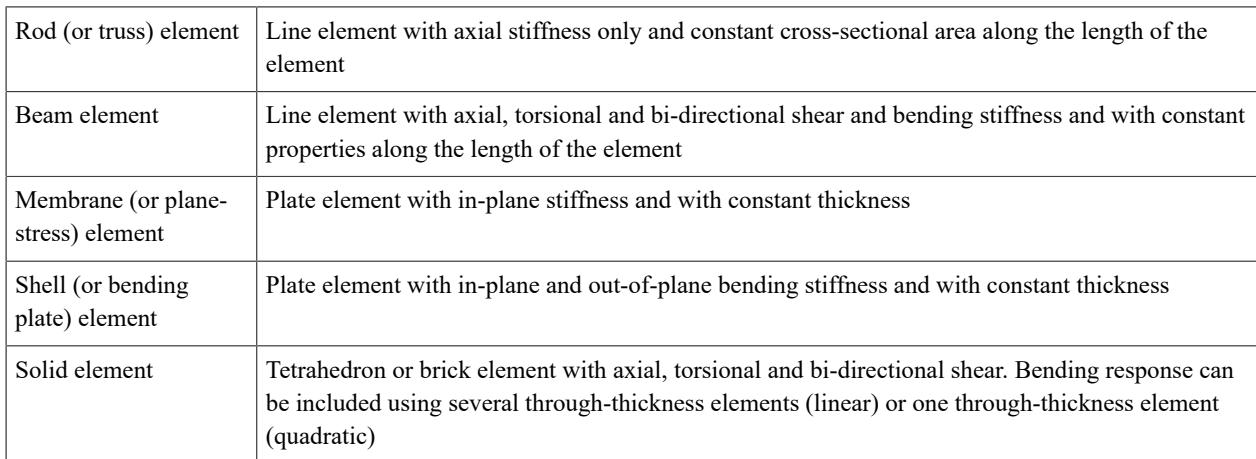 Rod (or truss) element
Line element with axial stiffness only and constant cross-sectional area along the length of the
element
Beam element
Line element with axial, torsional and bi-directional shear and bending stiffness and with constant
properties along the length of the element
Membrane (or plane-
stress) element
Plate element with in-plane stiffness and with constant thickness
Shell (or bending
plate) element
Plate element with in-plane and out-of-plane bending stiffness and with constant thickness
Solid element
Tetrahedron or brick element with axial, torsional and bi-directional shear. Bending response can
be included using several through-thickness elements (linear) or one through-thickness element
(quadratic)